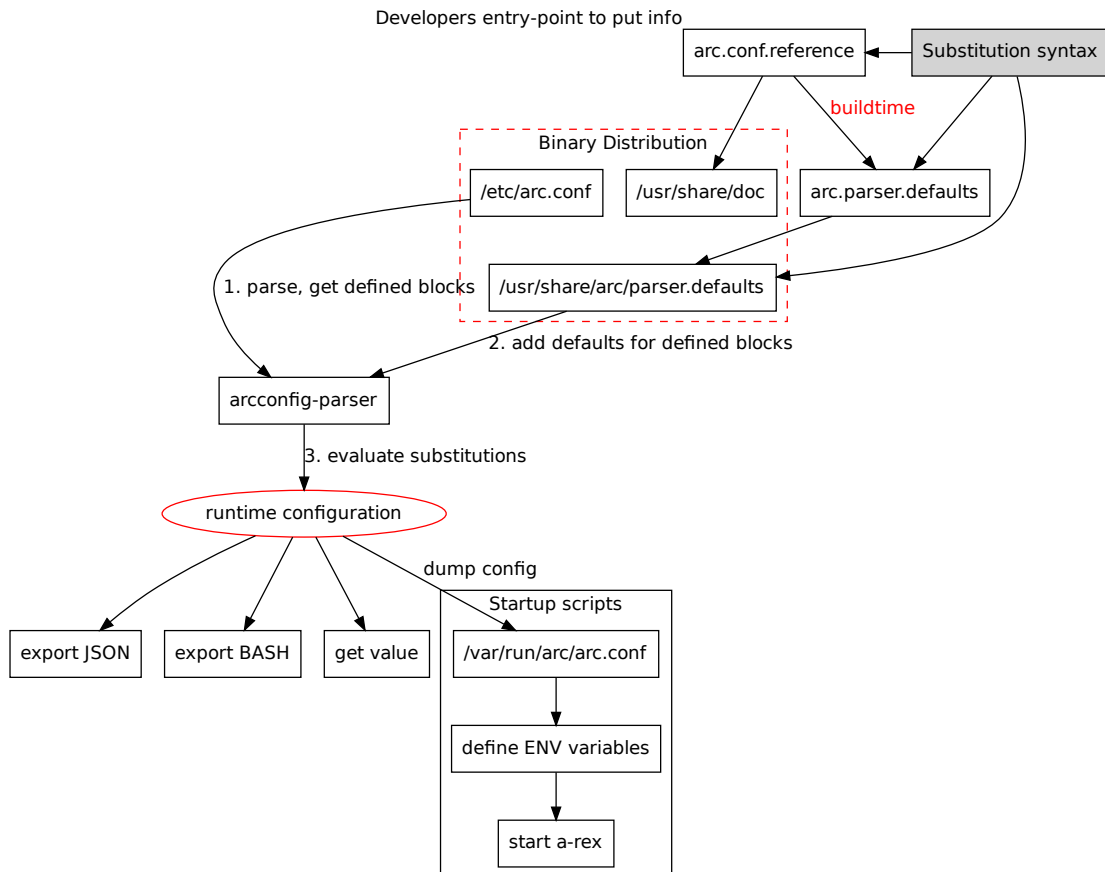 Developers entry-point to put info
arc.conf.reference
Substitution syntax
buildtime
Binary Distribution
/etc/arc.conf
/usr/share/doc
arc.parser.defaults
1. parse, get defined blocks
/usr/share/arc/parser.defaults
2. add defaults for defined blocks
arcconfig-parser
3. evaluate substitutions
runtime configuration
dump config
Startup scripts
export JSON
export BASH
get value
/var/run/arc/arc.conf
define ENV variables
start a-rex